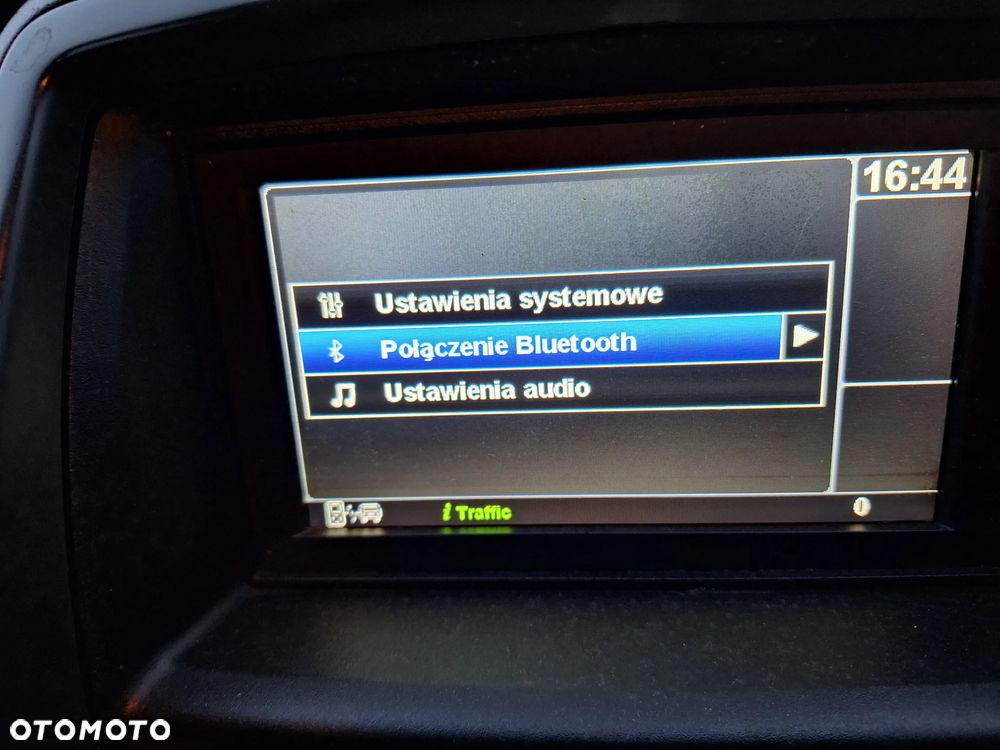 16:44
Ustawienia systemowe
Połączenie Bluetooth
Ustawienia audio
i Traffic
OTOMOTO